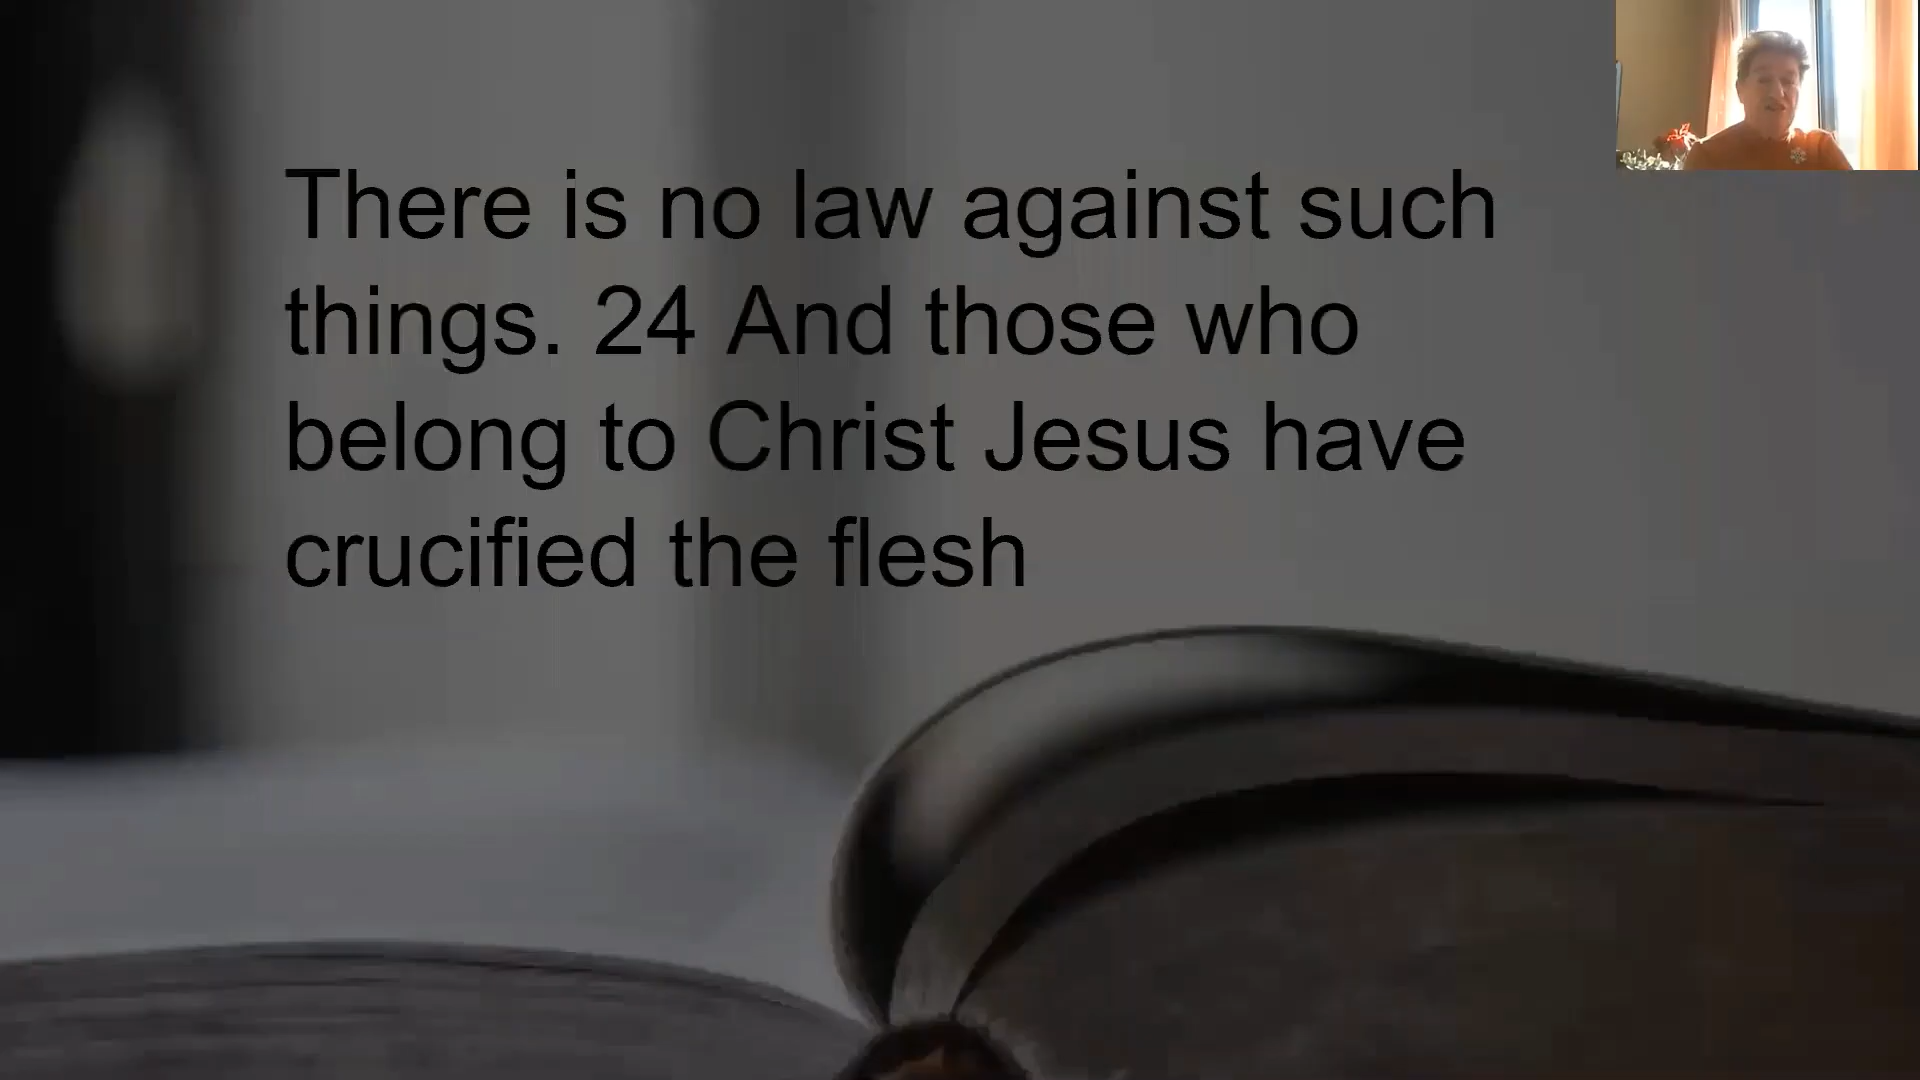 There is no law against such
things. 24 And those who
belong to Christ Jesus have
crucified the flesh